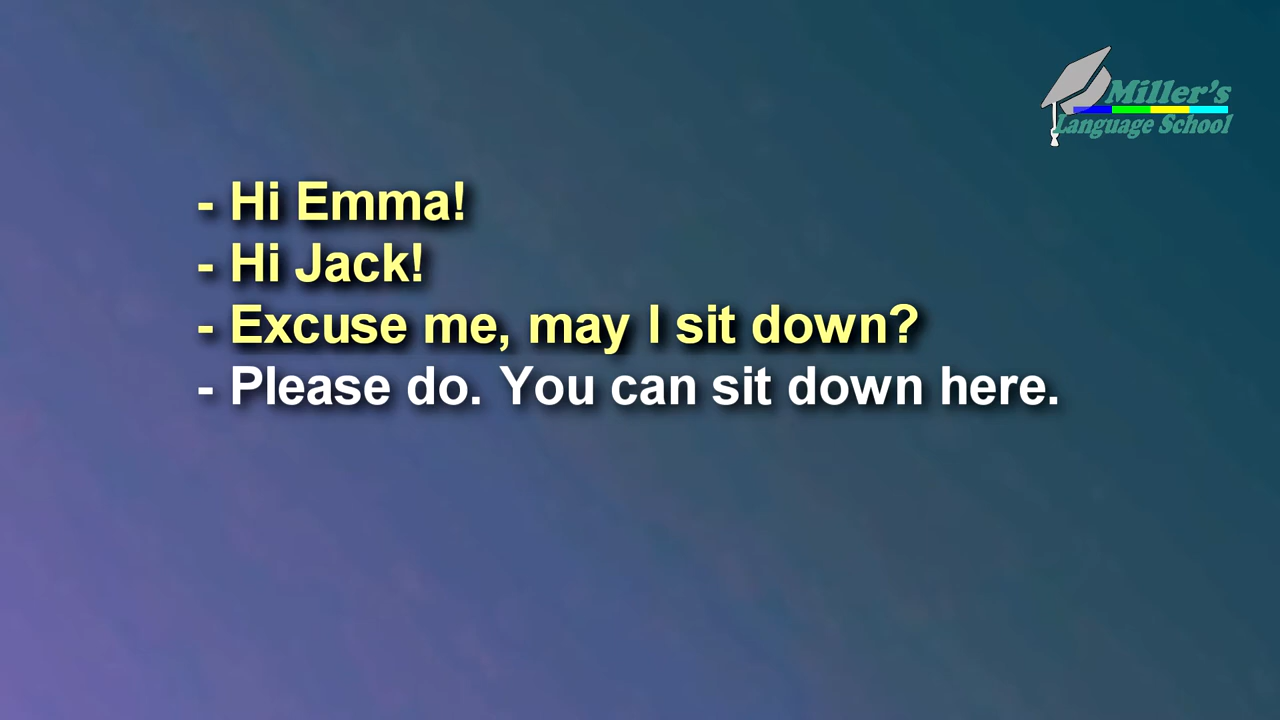 Miller's
Language School
- Hi Emma!
- Hi Jack!
- Excuse me, may I sit down?
- Please do. You can sit down here.